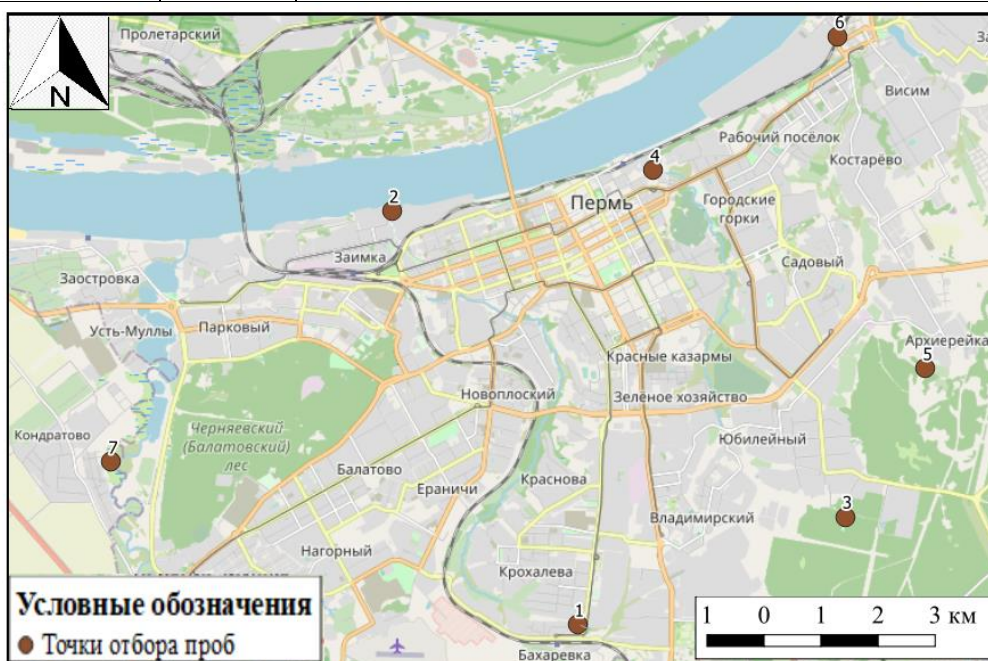 Пролетарский
N
6
За
Висим
Рабочий посёлок
Костарёво
4
2
Пермь
Городские
горки
Заимка
Садовый
Заостровка
Усть-Муллы
Парковый
Архиерейка
5
Красные казармы
Новоплоский
Зеленое хозяйство
Черняевский
(Балатовский)
лес
Кондратово
7
Юбилейный
Балатово
Ераничи
Краснова
3
Владимирский
Нагорный
Крохалева
1
Бахаревка
Условные обозначения
Точки отбора проб
1 0 1 2 3 км